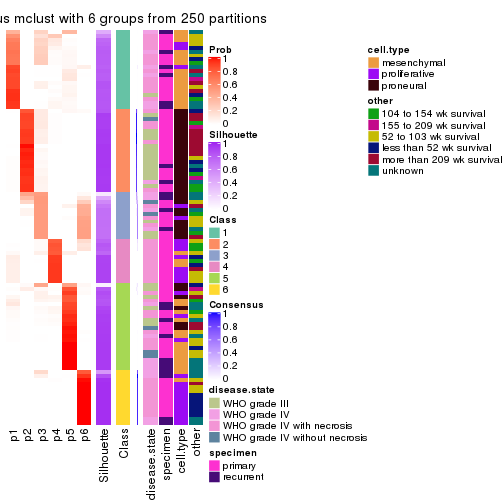 us mclust with 6 groups from 250 partitions
Prob
1
0.8
0.6
0.4
0.2
0
Silhouette
1
0.8
0.6
0.4
0.2
0
Class
1
2
3
4
5
6
Consensus
1
0.8
0.6
0.4
0.2
0
disease.state
WHO grade III
WHO grade IV
WHO grade IV with necrosis
WHO grade IV without necrosis
specimen
primary
recurrent
cell.type
mesenchymal
proliferative
proneural
other
104 to 154 wk survival
155 to 209 wk survival
52 to 103 wk survival
less than 52 wk survival
more than 209 wk survival
unknown
p1
p2
p3
p4
p5
p6
Silhouette
Class
disease.state
specimen
cell.type
other